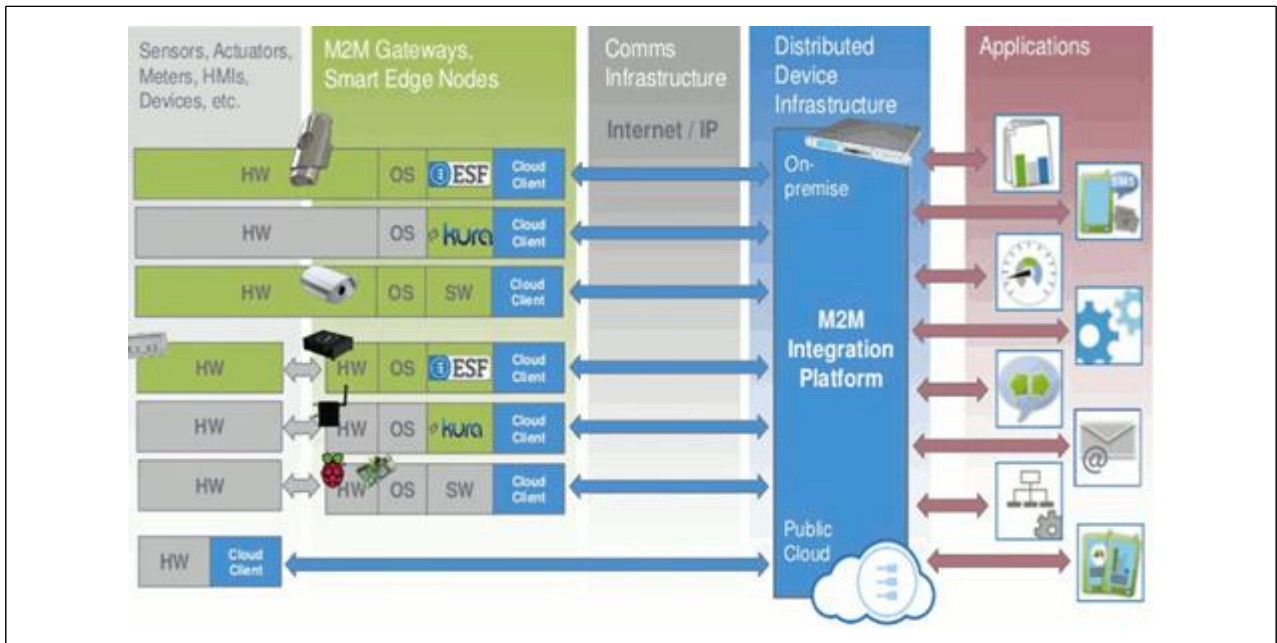 Sensors, Actuators,
Meters, HMIs,
Devices, etc.
M2M Gateways,
Smart Edge Nodes
Comms
Infrastructure
Internet / IP
Distributed
Device
Infrastructure
Applications
HW OS ESF Cloud Client
HW OS kura Cloud Client
HW OS SW Cloud Client
HW HW OS ESF Cloud Client
HW HW OS kura Cloud Client
HW HW OS SW Cloud Client
HW Cloud Client
On-
premise
M2M
Integration
Platform
Public
Cloud
SMS
@